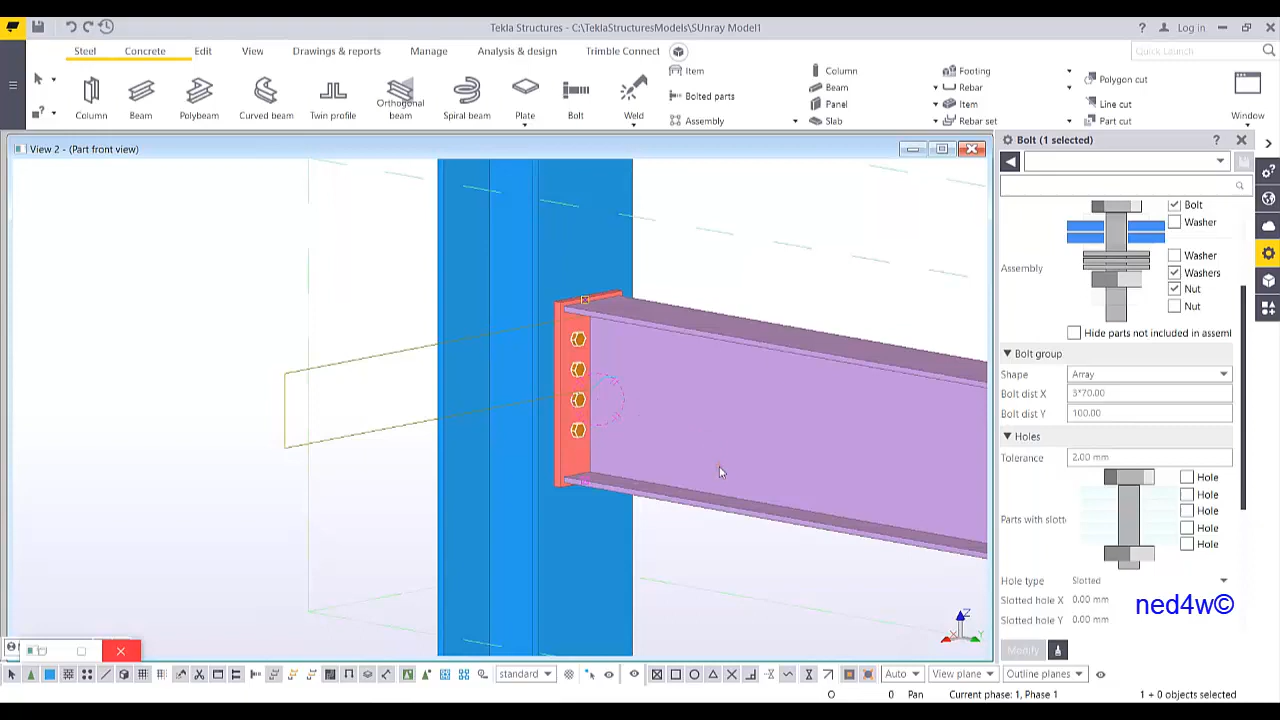 Tekla Structures - C:\TeklaStructuresModels\SUnray Model1
Log in
Steel Concrete Edit View Drawings & reports Manage Analysis & design Trimble Connect
Quick Launch
Item Column Footing Polygon cut
Bolted parts Beam Rebar Line cut
Panel Item
Assembly Slab Rebar set Part cut
Column Beam Polybeam Curved beam Twin profile Orthogonal beam Spiral beam Plate Bolt Weld Window
View 2 - (Part front view)
Bolt (1 selected)
Bolt
Washer
Assembly
Washer
Washers
Nut
Nut
Hide parts not included in assemi
Bolt group
Shape Array
Bolt dist X 3*70.00
Bolt dist Y 100.00
Holes
Tolerance 2.00 mm
Hole
Hole
Parts with slott Hole
Hole
Hole
Hole type Slotted
Slotted hole X 0.00 mm
Slotted hole Y 0.00 mm
ned4w©
Modify
Z
X Y
standard Auto View plane Outline planes
O 0 Pan Current phase: 1, Phase 1 1 + 0 objects selected